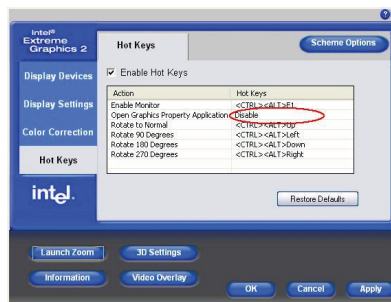 ?
intel®
Extreme
Graphics 2
Hot Keys
Scheme Options
Display Devices
Display Settings
Color Correction
Hot Keys
intel.
Enable Hot Keys
Action Hot Keys
Enable Monitor <CTRL><ALT>F1
Open Graphics Property Application Disable
Rotate to Normal <CTRL><ALT>Up
Rotate 90 Degrees <CTRL><ALT>Left
Rotate 180 Degrees <CTRL><ALT>Down
Rotate 270 Degrees <CTRL><ALT>Right
Restore Defaults
Launch Zoom 3D Settings
Information Video Overlay
OK Cancel Apply